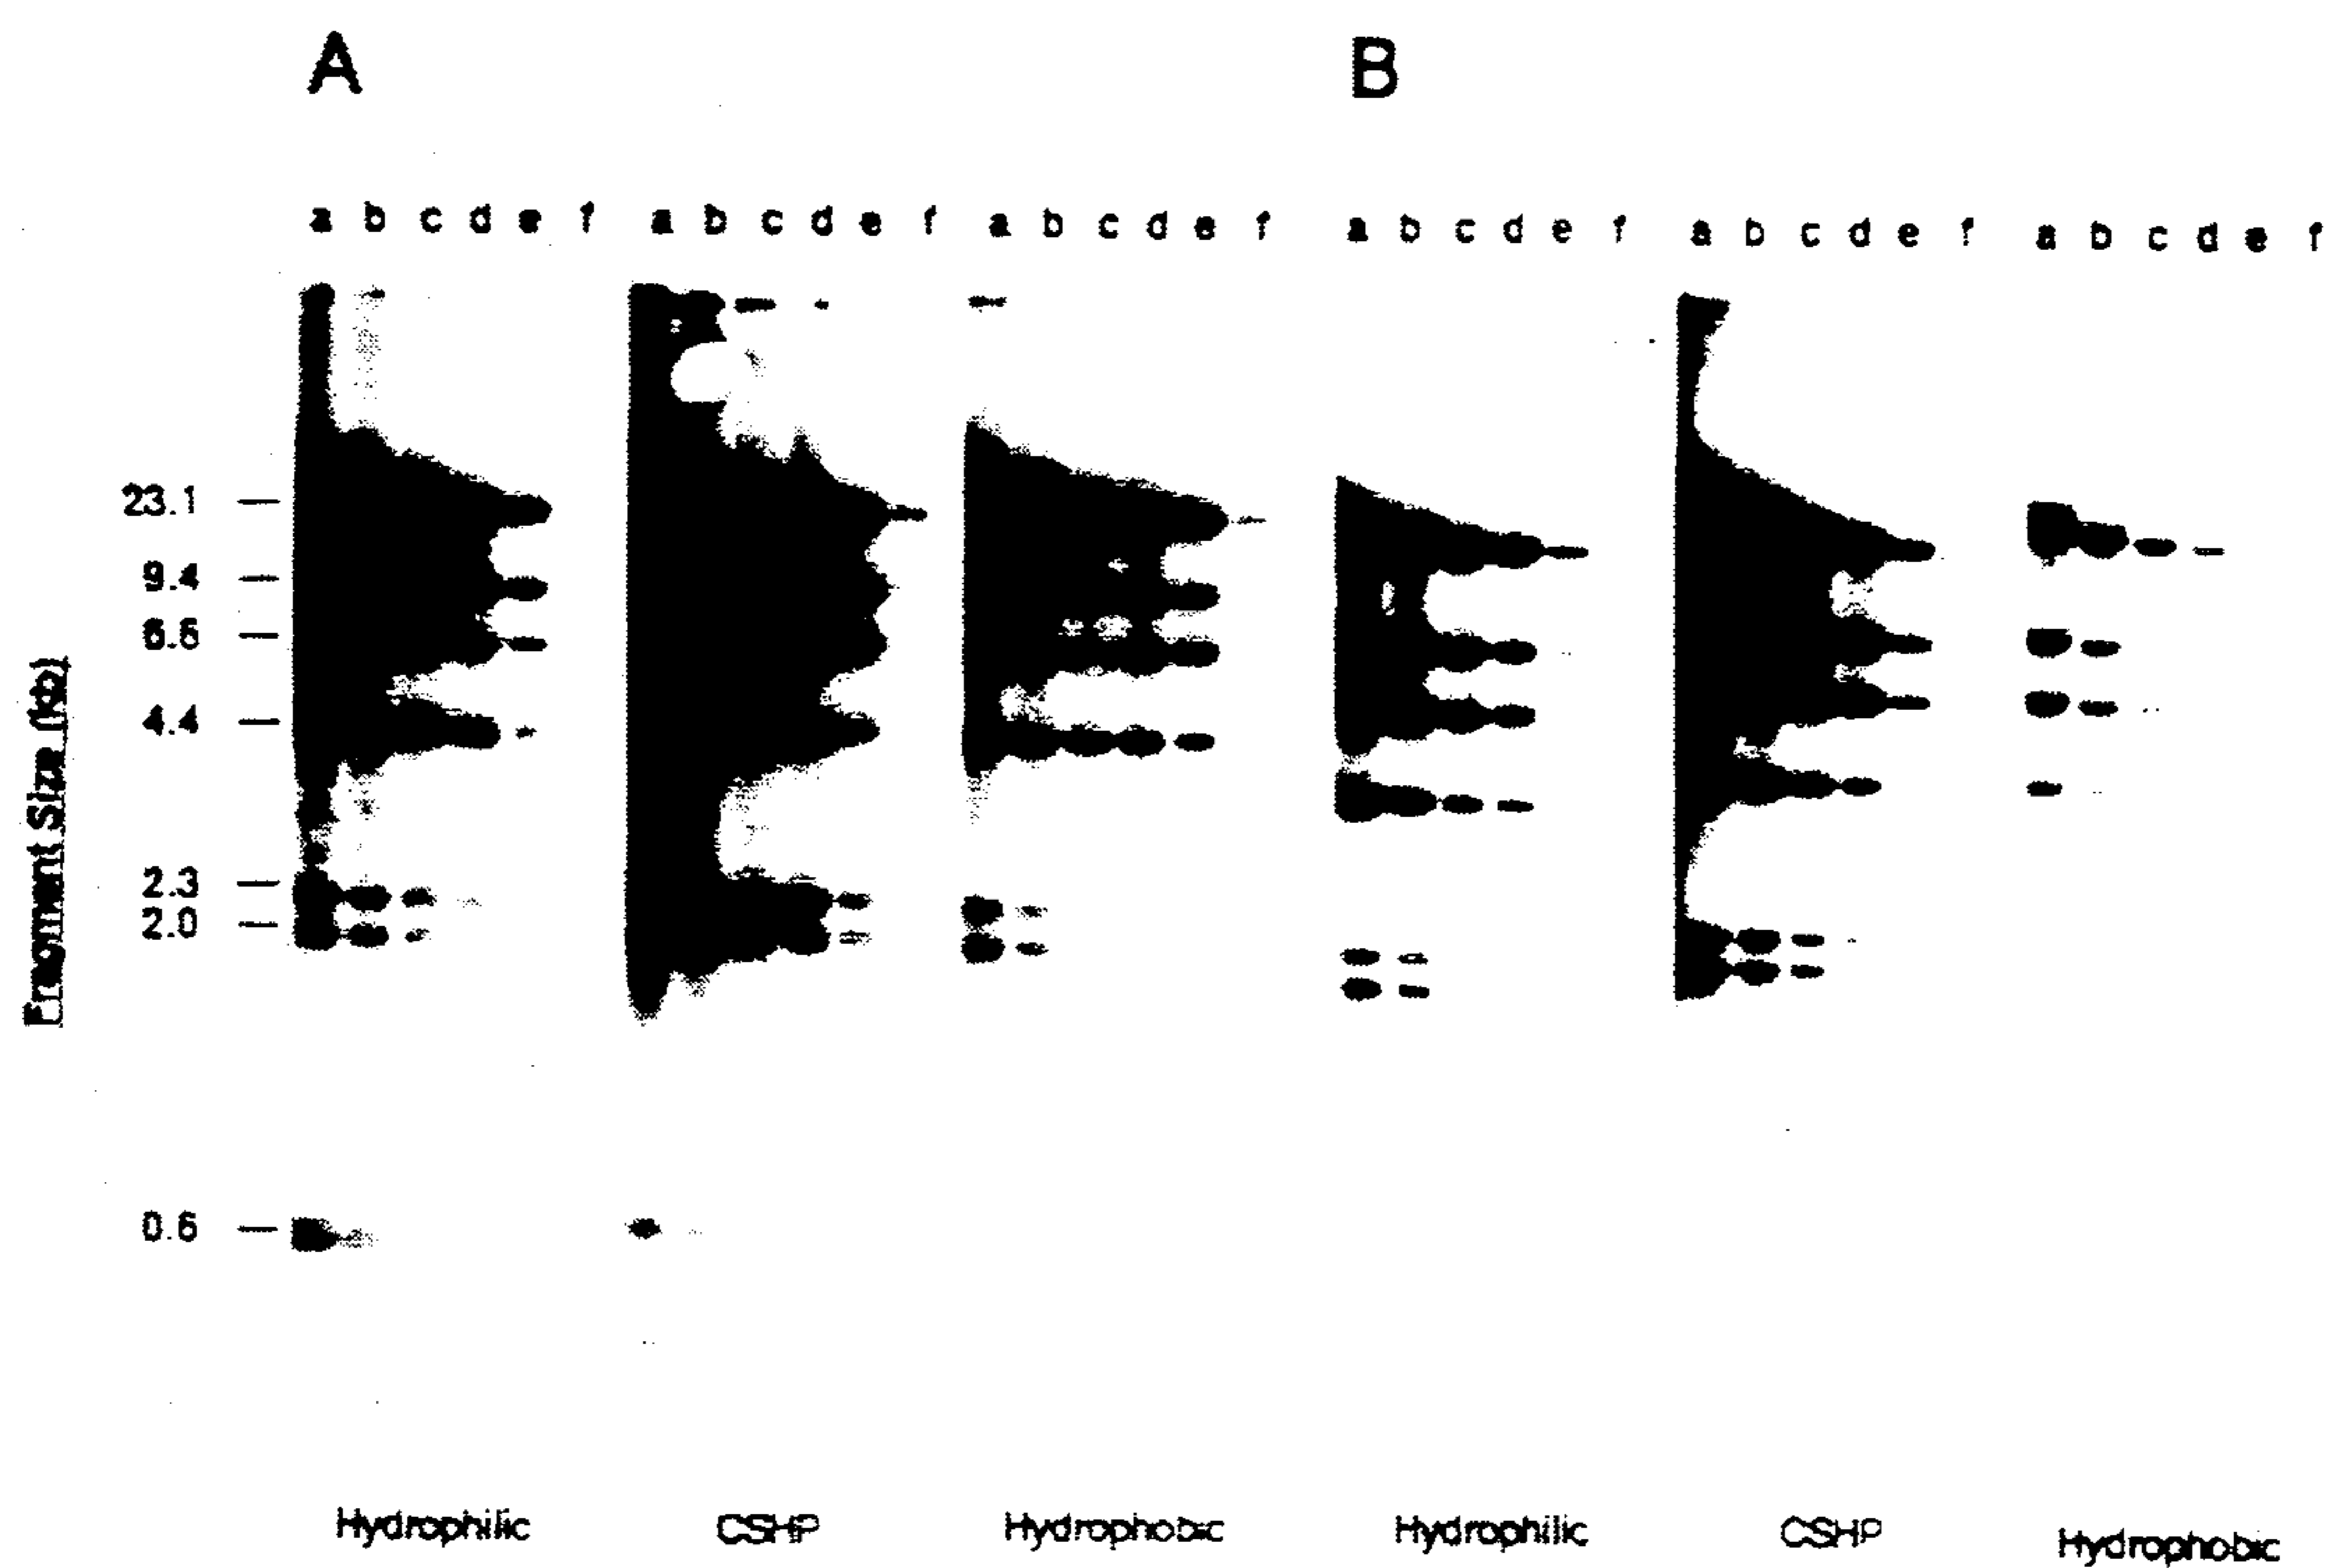 A B
a b c d e f a b c d e f a b c d e f a b c d e f a b c d e f a b c d e f
23.1
9.4
6.6
4.4
2.3
2.0
0.6
Fragment Size (kb)
Hydrophilic CSHP Hydrophobic Hydrophilic CSHP Hydrophobic